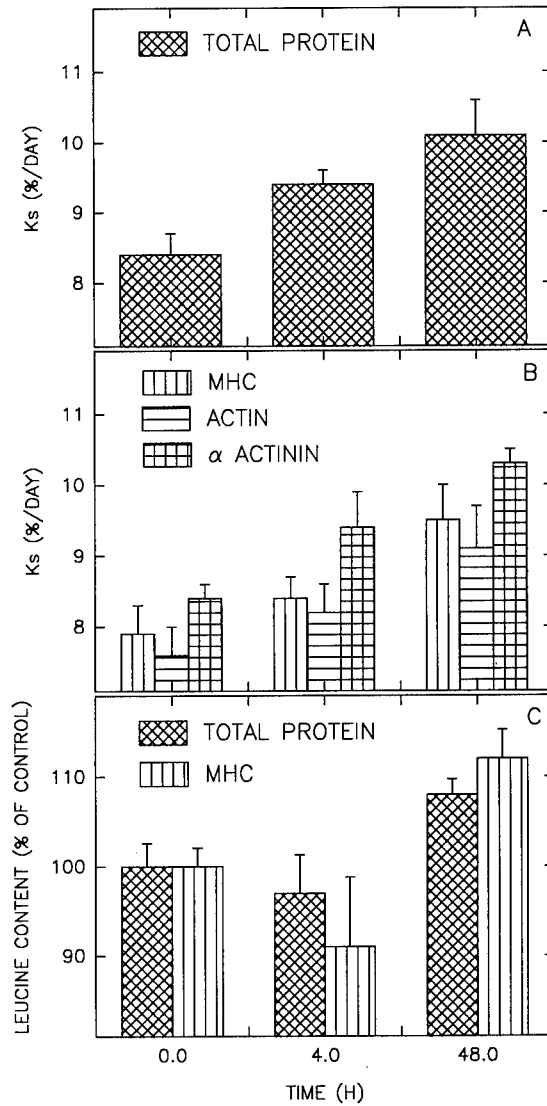 A
TOTAL PROTEIN
11
10
9
8
Ks (%/DAY)
B
MHC
ACTIN
α ACTININ
11
10
9
8
Ks (%/DAY)
C
TOTAL PROTEIN
MHC
110
100
90
LEUCINE CONTENT (% OF CONTROL)
0.0 4.0 48.0
TIME (H)